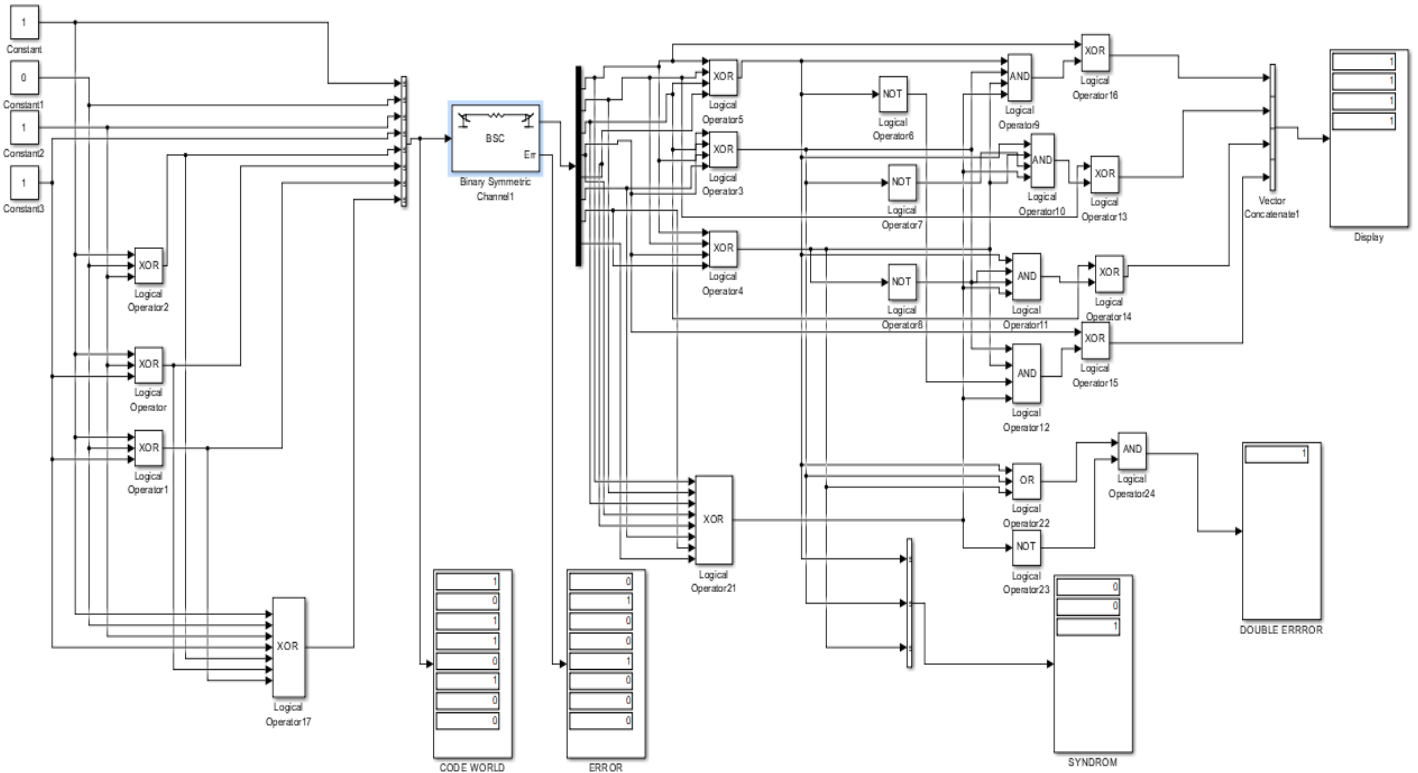 1
Constant
0
Constant1
1
Constant2
1
Constant3
XOR
Logical
Operator2
XOR
Logical
Operator
XOR
Logical
Operator1
XOR
Logical
Operator17
BSC
Err
Binary Symmetric
Channel1
XOR
Logical
Operator5
XOR
Logical
Operator3
XOR
Logical
Operator4
XOR
Logical
Operator21
NOT
Logical
Operator6
NOT
Logical
Operator7
NOT
Logical
Operator8
AND
Logical
Operator9
AND
Logical
Operator10
AND
Logical
Operator11
AND
Logical
Operator12
XOR
Logical
Operator16
XOR
Logical
Operator13
XOR
Logical
Operator14
XOR
Logical
Operator15
OR
Logical
Operator22
NOT
Logical
Operator23
AND
Logical
Operator24
Vector
Concatenate1
1
1
1
1
Display
1
DOUBLE ERRROR
0
0
1
SYNDROM
1
0
1
1
0
1
0
0
CODE WORLD
0
1
0
0
1
0
0
0
ERROR